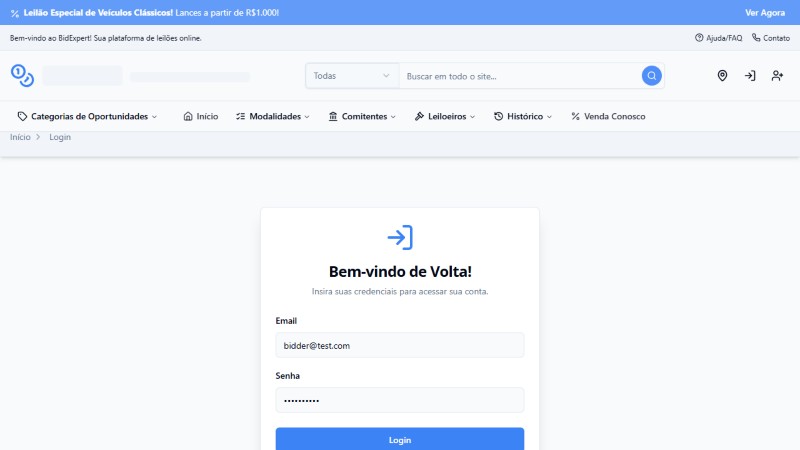 Leilão Especial de Veículos Clássicos! Lances a partir de R$1.000!
Ver Agora
Bem-vindo ao BidExpert! Sua plataforma de leilões online.
Ajuda/FAQ
Contato
Todas
Buscar em todo o site...
Categorias de Oportunidades
Início
Modalidades
Comitentes
Leiloeiros
Histórico
Venda Conosco
Início
Login
Bem-vindo de Volta!
Insira suas credenciais para acessar sua conta.
Email
bidder@test.com
Senha
••••••••••
Login